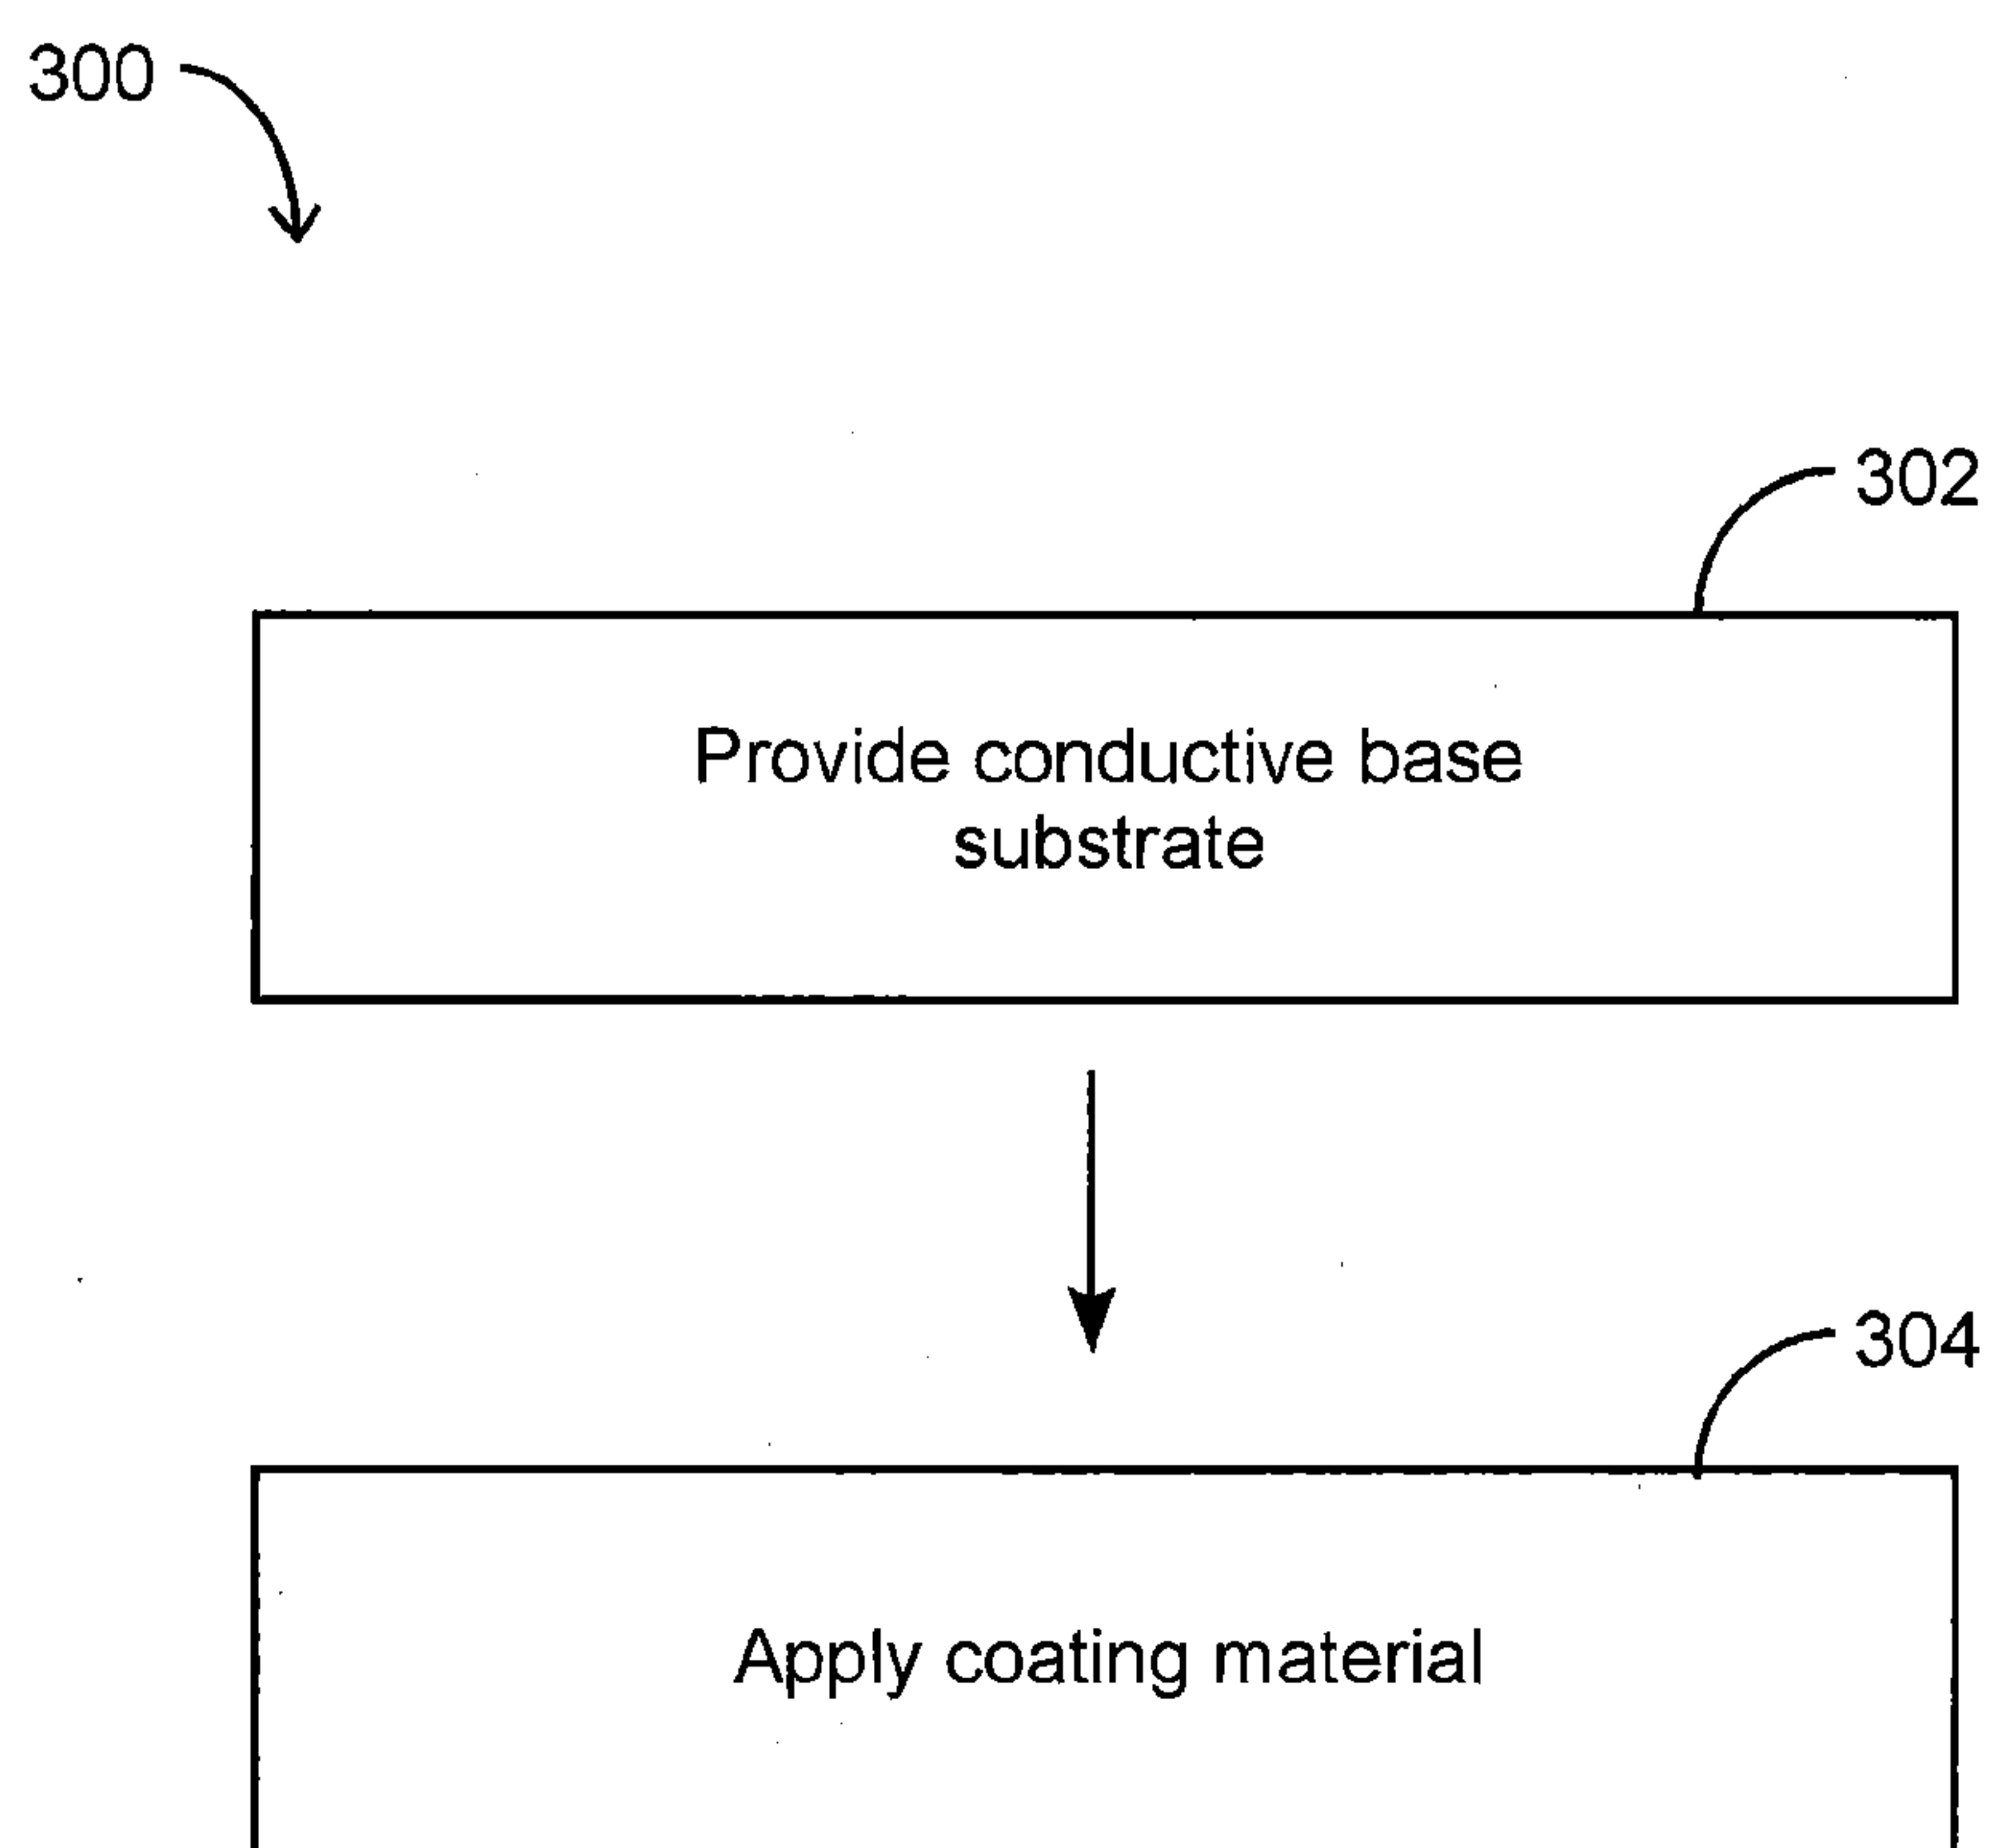 300
302
Provide conductive base
substrate
304
Apply coating material